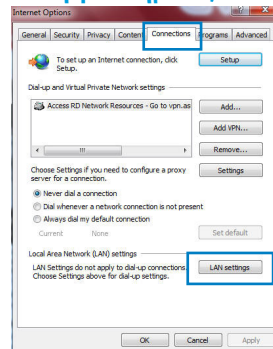 Internet Options
General Security Privacy Content Connections Programs Advanced
To set up an Internet connection, click
Setup.
Setup
Dial-up and Virtual Private Network settings
Access RD Network Resources - Go to vpn.as
Add...
Add VPN...
Remove...
Choose Settings if you need to configure a proxy
server for a connection.
Settings
Never dial a connection
Dial whenever a network connection is not present
Always dial my default connection
Current None
Set default
Local Area Network (LAN) settings
LAN Settings do not apply to dial-up connections.
Choose Settings above for dial-up settings.
LAN settings
OK Cancel Apply